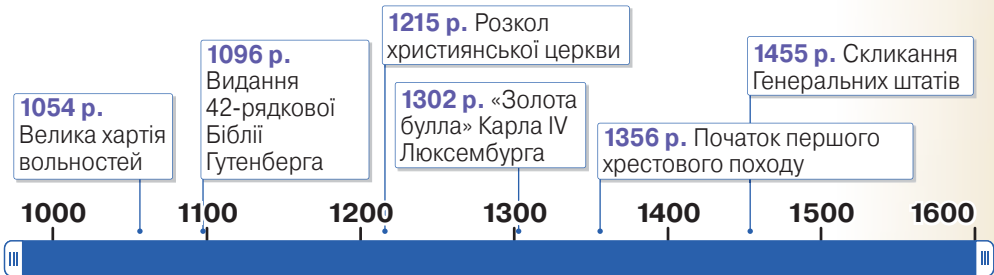 1054 р.
Велика хартія
вольностей
1096 р.
Видання
42-рядкової
Біблії
Гутенберга
1215 р. Розкол
християнської церкви
1302 р. «Золота
булла» Карла IV
Люксембурга
1356 р. Початок першого
хрестового походу
1455 р. Скликання
Генеральних штатів
1000 1100 1200 1300 1400 1500 1600